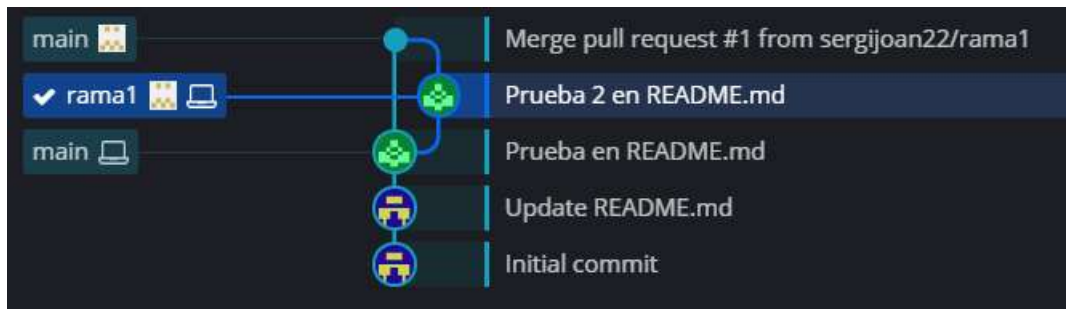 main Merge pull request #1 from sergijoan22/rama1
rama1 Prueba 2 en README.md
main Prueba en README.md
Update README.md
Initial commit